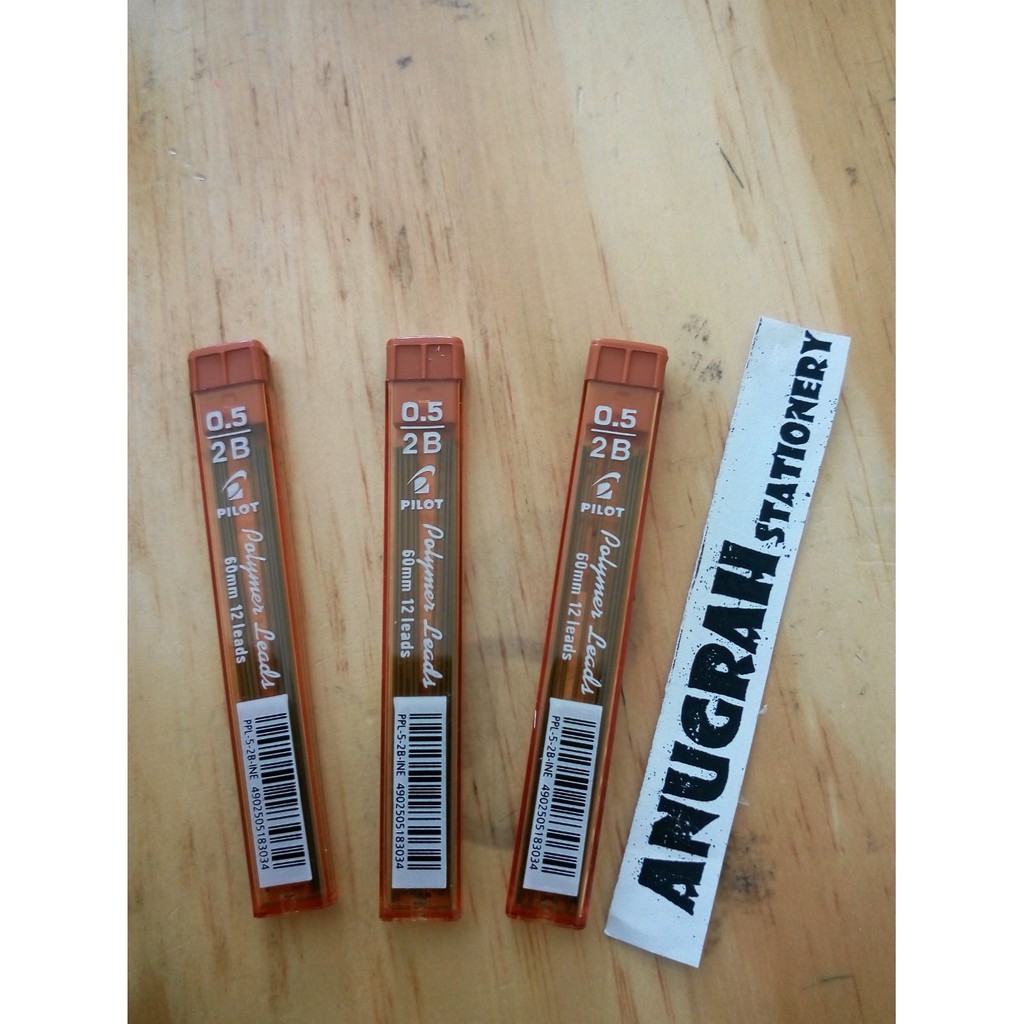 0.5
2B
PILOT
Polymer Leads
60mm 12 leads
PPL-5-2B-INE 4902505183034
0.5
2B
PILOT
Polymer Leads
60mm 12 leads
PPL-5-2B-INE 4902505183034
0.5
2B
PILOT
Polymer Leads
60mm 12 leads
PPL-5-2B-INE 4902505183034
ANUGRAH STATIONERY